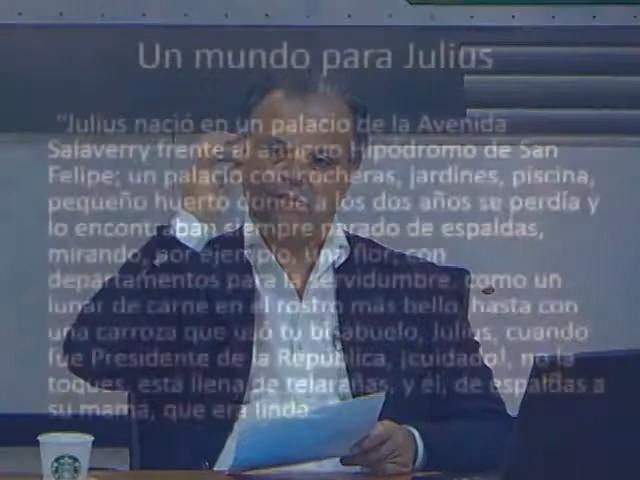 Un mundo para Julius
"Julius nació en un palacio de la Avenida
Salaverry frente al antiguo Hipódromo de San
Felipe; un palacio con cocheras, jardines, piscina,
pequeño huerto donde a los dos años se perdía y
lo encontraban siempre parado de espaldas,
mirando, por ejemplo, una flor; con
departamentos para la servidumbre, como un
lunar de carne en el rostro más bello, hasta con
una carroza que usó tu bisabuelo, Julius, cuando
fue Presidente de la República, ¡cuidado!, no la
toques, está llena de telarañas, y él, de espaldas a
su mamá, que era linda